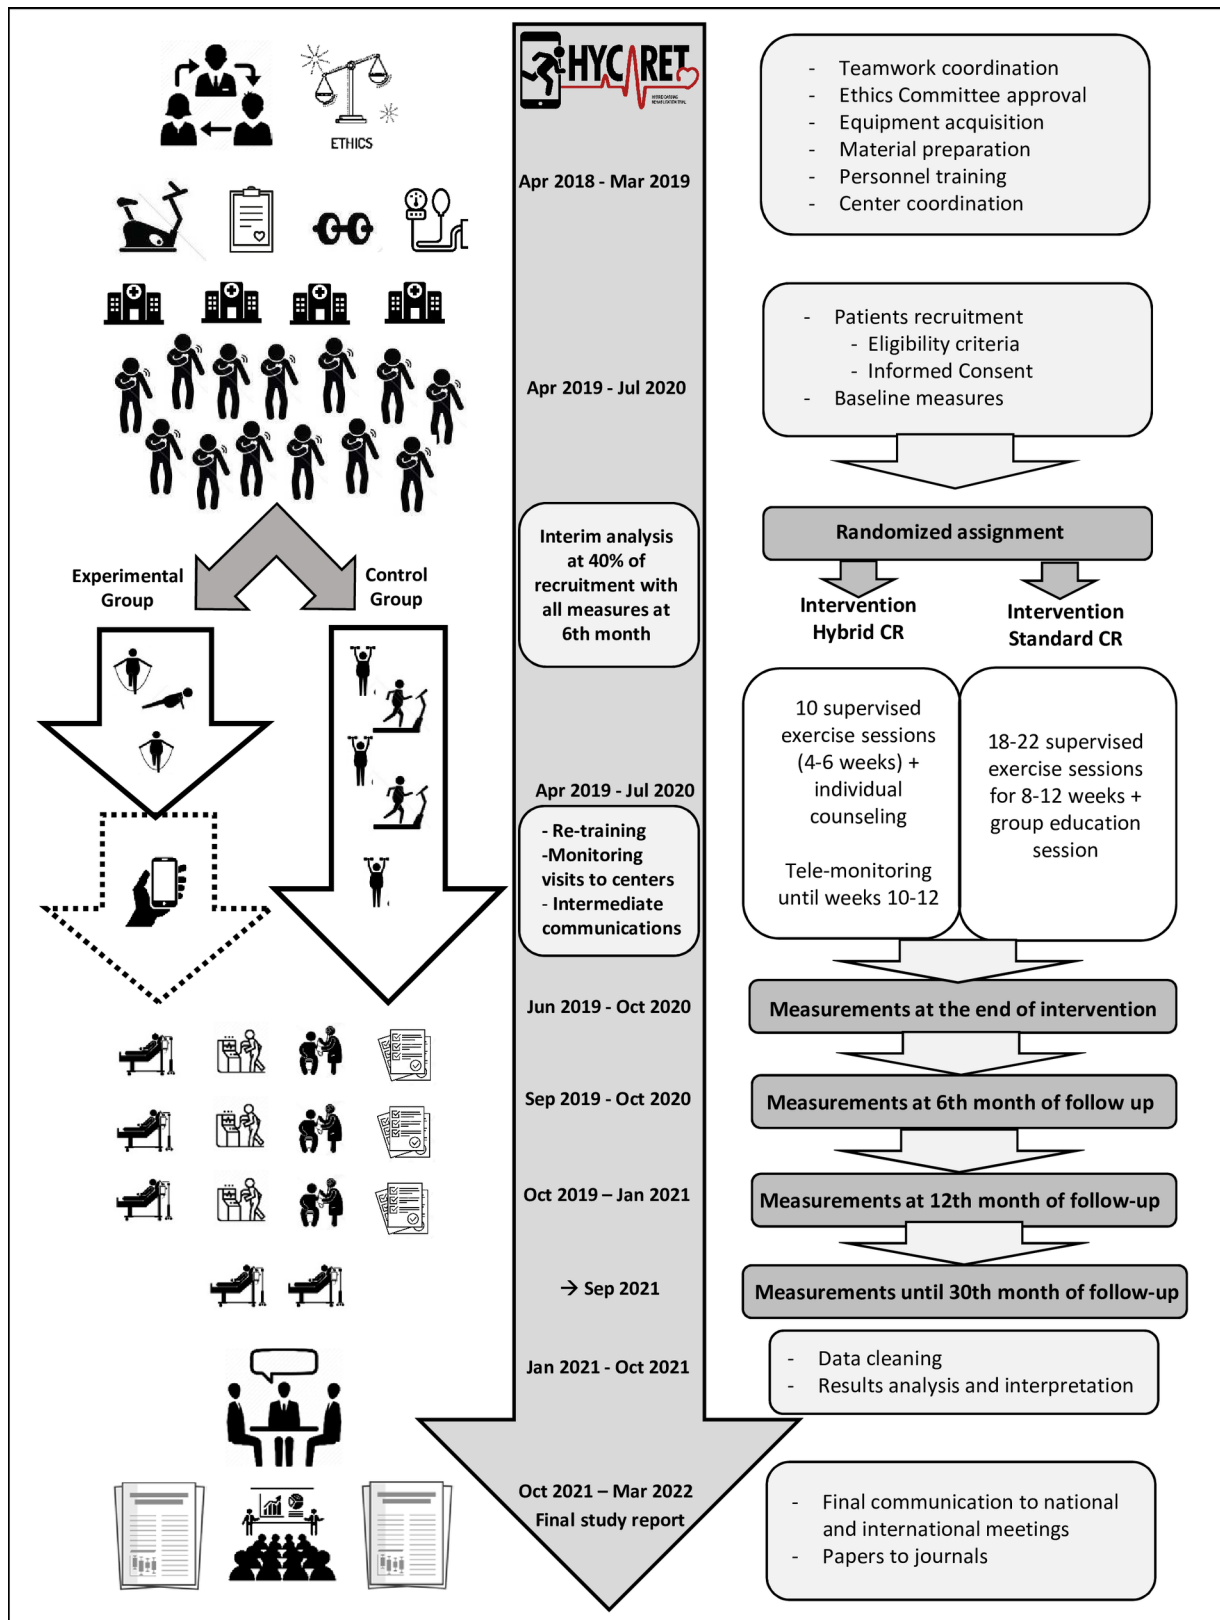 HYCARET
ETHICS
Apr 2018 - Mar 2019
- Teamwork coordination
- Ethics Committee approval
- Equipment acquisition
- Material preparation
- Personnel training
- Center coordination
Apr 2019 - Jul 2020
- Patients recruitment
- Eligibility criteria
- Informed Consent
- Baseline measures
Experimental
Group
Control
Group
Interim analysis
at 40% of
recruitment with
all measures at
6th month
Randomized assignment
Intervention
Hybrid CR
Intervention
Standard CR
10 supervised
exercise sessions
(4-6 weeks) +
individual
counseling
Tele-monitoring
until weeks 10-12
18-22 supervised
exercise sessions
for 8-12 weeks +
group education
session
Apr 2019 - Jul 2020
- Re-training
-Monitoring
visits to centers
- Intermediate
communications
Jun 2019 - Oct 2020
Measurements at the end of intervention
Sep 2019 - Oct 2020
Measurements at 6th month of follow up
Oct 2019 – Jan 2021
Measurements at 12th month of follow-up
→ Sep 2021
Measurements until 30th month of follow-up
Jan 2021 - Oct 2021
- Data cleaning
- Results analysis and interpretation
Oct 2021 – Mar 2022
Final study report
- Final communication to national
and international meetings
- Papers to journals